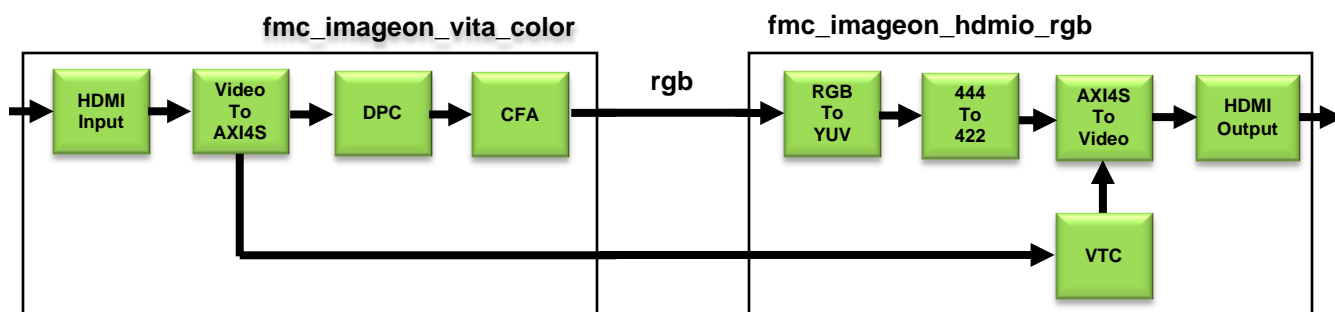 fmc_imageon_vita_color
fmc_imageon_hdmio_rgb
HDMI
Input
Video
To
AXI4S
DPC
CFA
rgb
RGB
To
YUV
444
To
422
AXI4S
To
Video
HDMI
Output
VTC